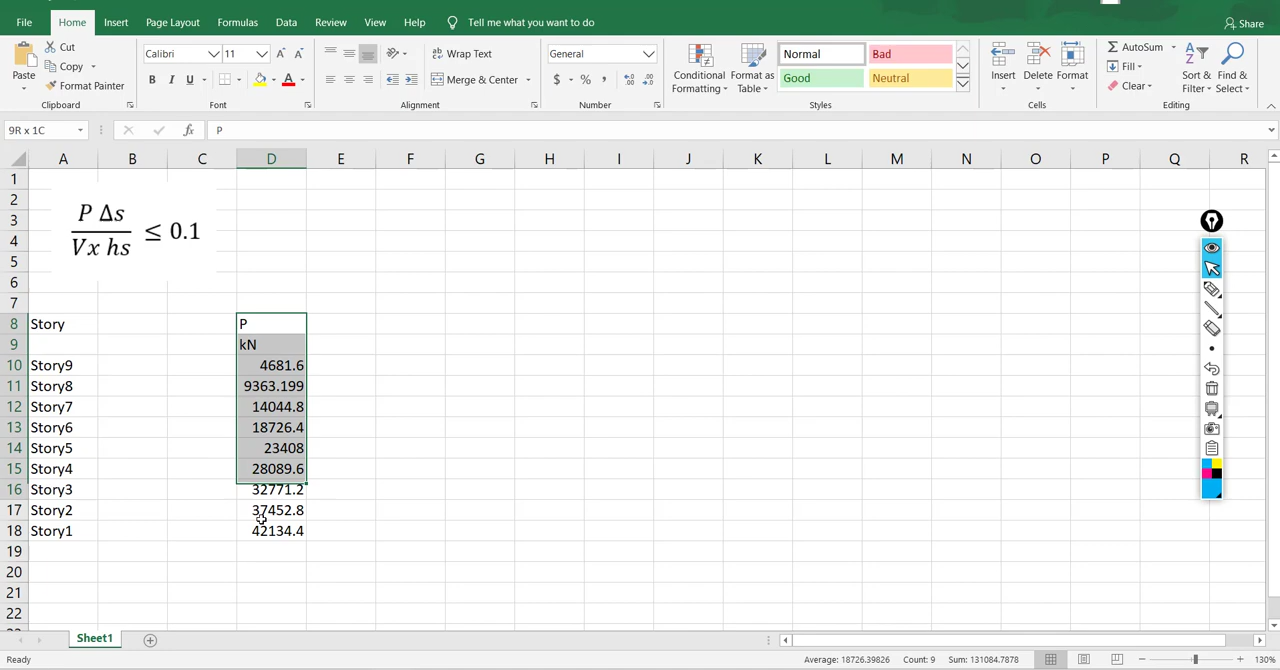 File Home Insert Page Layout Formulas Data Review View Help Tell me what you want to do Share
Paste Cut Copy Format Painter Clipboard
Calibri 11 B I U A Font
Wrap Text Merge & Center Alignment
General $ % , Number
Conditional Formatting Format as Table Normal Bad Good Neutral Styles
Insert Delete Format Cells
AutoSum Fill Clear Sort & Filter Find & Select Editing
9R x 1C fx P
A B C D E F G H I J K L M N O P Q R
1
2
3
4
5
6
P Δs / Vx hs ≤ 0.1
7
8 Story P
9 kN
10 Story9 4681.6
11 Story8 9363.199
12 Story7 14044.8
13 Story6 18726.4
14 Story5 23408
15 Story4 28089.6
16 Story3 32771.2
17 Story2 37452.8
18 Story1 42134.4
19
20
21
22
Sheet1
Ready Average: 18726.39826 Count: 9 Sum: 131084.7878 130%